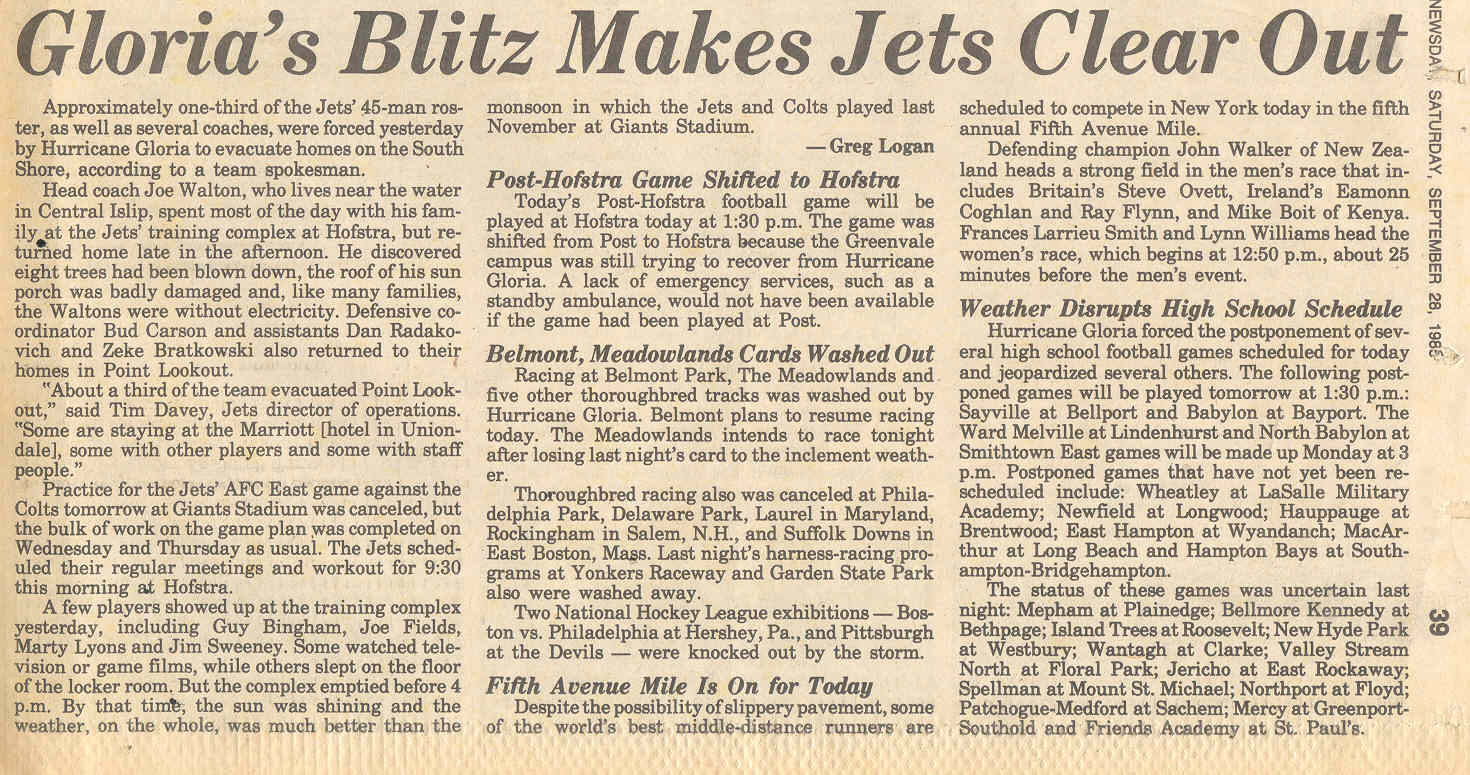 Gloria's Blitz Makes Jets Clear Out
Approximately one-third of the Jets' 45-man ros-
ter, as well as several coaches, were forced yesterday
by Hurricane Gloria to evacuate homes on the South
Shore, according to a team spokesman.
Head coach Joe Walton, who lives near the water
in Central Islip, spent most of the day with his fam-
ily at the Jets' training complex at Hofstra, but re-
turned home late in the afternoon. He discovered
eight trees had been blown down, the roof of his sun
porch was badly damaged and, like many families,
the Waltons were without electricity. Defensive co-
ordinator Bud Carson and assistants Dan Radako-
vich and Zeke Bratkowski also returned to their
homes in Point Lookout.
"About a third of the team evacuated Point Look-
out," said Tim Davey, Jets director of operations.
"Some are staying at the Marriott [hotel in Union-
dale], some with other players and some with staff
people."
Practice for the Jets' AFC East game against the
Colts tomorrow at Giants Stadium was canceled, but
the bulk of work on the game plan was completed on
Wednesday and Thursday as usual. The Jets sched-
uled their regular meetings and workout for 9:30
this morning at Hofstra.
A few players showed up at the training complex
yesterday, including Guy Bingham, Joe Fields,
Marty Lyons and Jim Sweeney. Some watched tele-
vision or game films, while others slept on the floor
of the locker room. But the complex emptied before 4
p.m. By that time, the sun was shining and the
weather, on the whole, was much better than the
monsoon in which the Jets and Colts played last
November at Giants Stadium.
—Greg Logan
Post-Hofstra Game Shifted to Hofstra
Today's Post-Hofstra football game will be
played at Hofstra today at 1:30 p.m. The game was
shifted from Post to Hofstra because the Greenvale
campus was still trying to recover from Hurricane
Gloria. A lack of emergency services, such as a
standby ambulance, would not have been available
if the game had been played at Post.
Belmont, Meadowlands Cards Washed Out
Racing at Belmont Park, The Meadowlands and
five other thoroughbred tracks was washed out by
Hurricane Gloria. Belmont plans to resume racing
today. The Meadowlands intends to race tonight
after losing last night's card to the inclement weath-
er.
Thoroughbred racing also was canceled at Phila-
delphia Park, Delaware Park, Laurel in Maryland,
Rockingham in Salem, N.H., and Suffolk Downs in
East Boston, Mass. Last night's harness-racing pro-
grams at Yonkers Raceway and Garden State Park
also were washed away.
Two National Hockey League exhibitions — Bos-
ton vs. Philadelphia at Hershey, Pa., and Pittsburgh
at the Devils — were knocked out by the storm.
Fifth Avenue Mile Is On for Today
Despite the possibility of slippery pavement, some
of the world's best middle-distance runners are
scheduled to compete in New York today in the fifth
annual Fifth Avenue Mile.
Defending champion John Walker of New Zea-
land heads a strong field in the men's race that in-
cludes Britain's Steve Ovett, Ireland's Eamonn
Coghlan and Ray Flynn, and Mike Boit of Kenya.
Frances Larrieu Smith and Lynn Williams head the
women's race, which begins at 12:50 p.m., about 25
minutes before the men's event.
Weather Disrupts High School Schedule
Hurricane Gloria forced the postponement of sev-
eral high school football games scheduled for today
and jeopardized several others. The following post-
poned games will be played tomorrow at 1:30 p.m.:
Sayville at Bellport and Babylon at Bayport. The
Ward Melville at Lindenhurst and North Babylon at
Smithtown East games will be made up Monday at 3
p.m. Postponed games that have not yet been re-
scheduled include: Wheatley at LaSalle Military
Academy; Newfield at Longwood; Hauppauge at
Brentwood; East Hampton at Wyandanch; MacAr-
thur at Long Beach and Hampton Bays at South-
ampton-Bridgehampton.
The status of these games was uncertain last
night: Mepham at Plainedge; Bellmore Kennedy at
Bethpage; Island Trees at Roosevelt; New Hyde Park
at Westbury; Wantagh at Clarke; Valley Stream
North at Floral Park; Jericho at East Rockaway;
Spellman at Mount St. Michael; Northport at Floyd;
Patchogue-Medford at Sachem; Mercy at Greenport-
Southold and Friends Academy at St. Paul's.
NEWSDAY, SATURDAY, SEPTEMBER 28, 1985
39